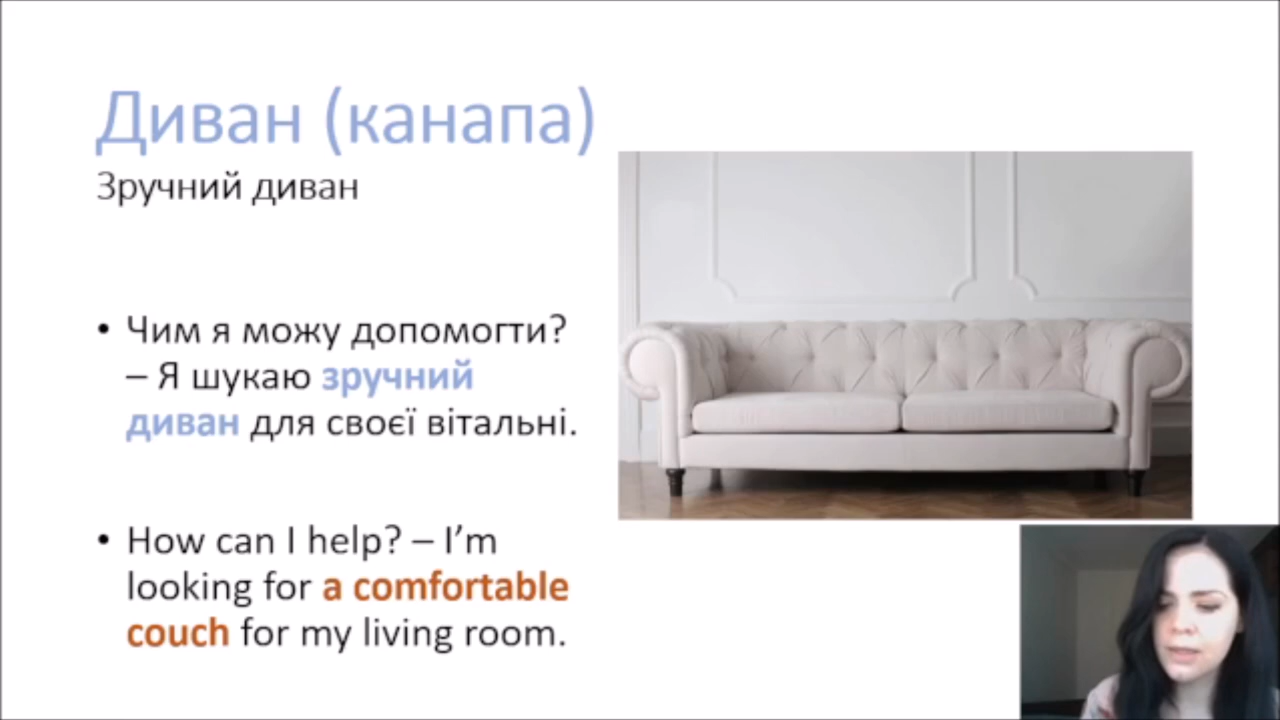 Диван (канапа)
Зручний диван
• Чим я можу допомогти?
– Я шукаю зручний
диван для своєї вітальні.
• How can I help? – I’m
looking for a comfortable
couch for my living room.